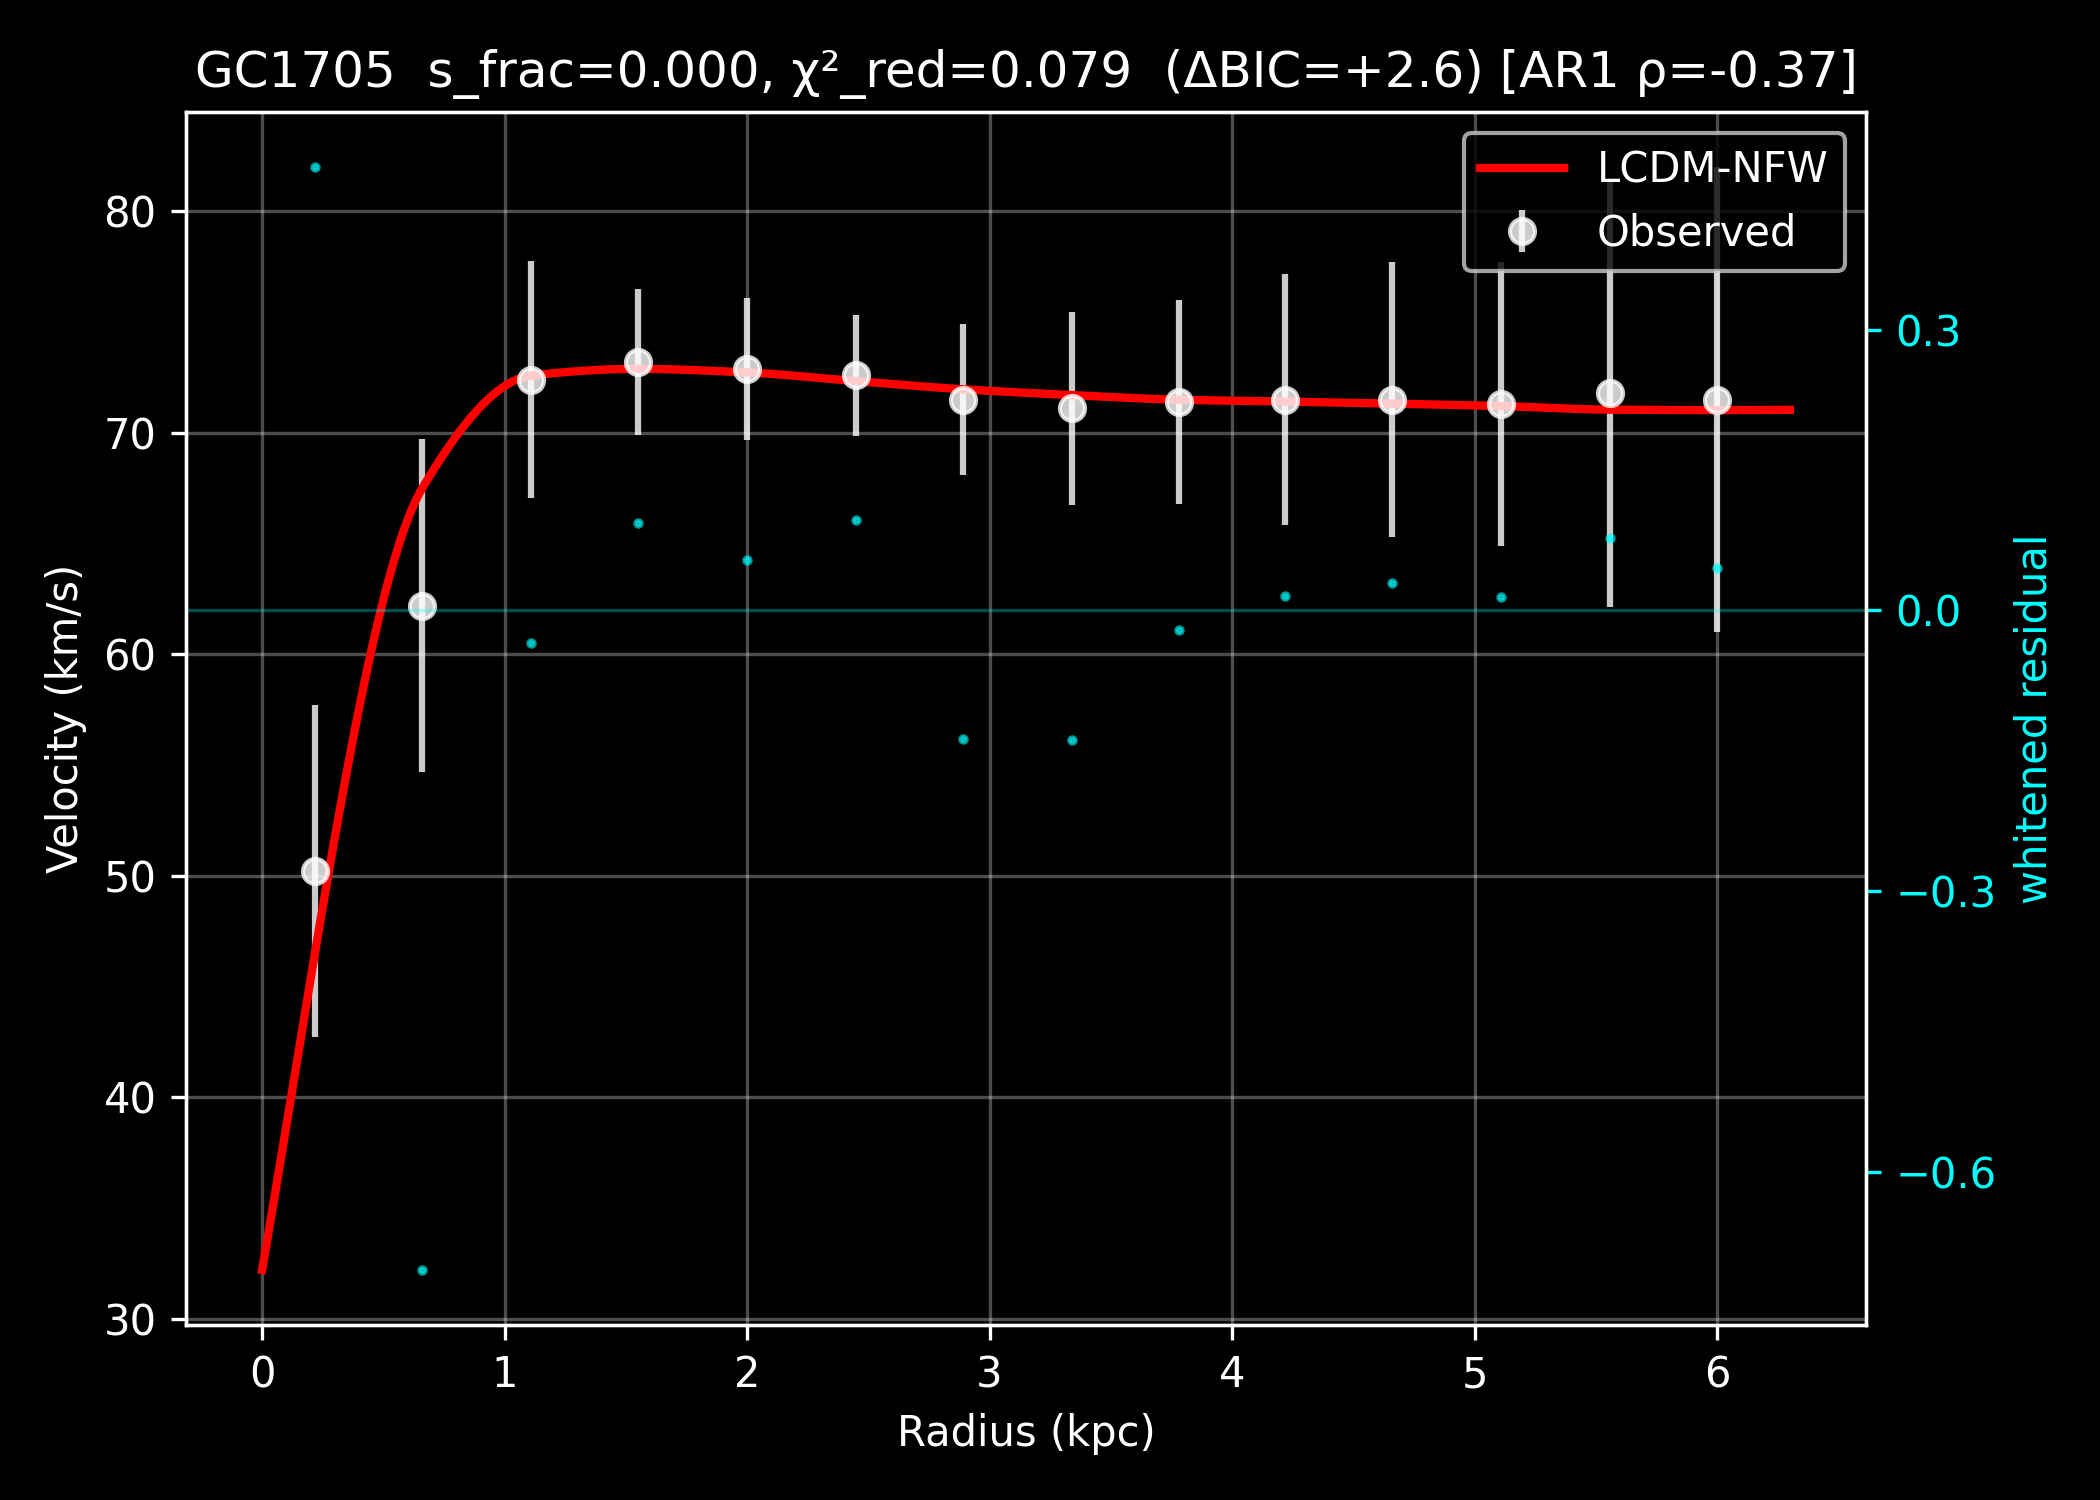 GC1705  s_frac=0.000, χ²_red=0.079  (ΔBIC=+2.6) [AR1 ρ=-0.37]
LCDM-NFW
Observed
80
70
60
50
40
30
Velocity (km/s)
0.3
0.0
−0.3
−0.6
whitened residual
0 1 2 3 4 5 6
Radius (kpc)